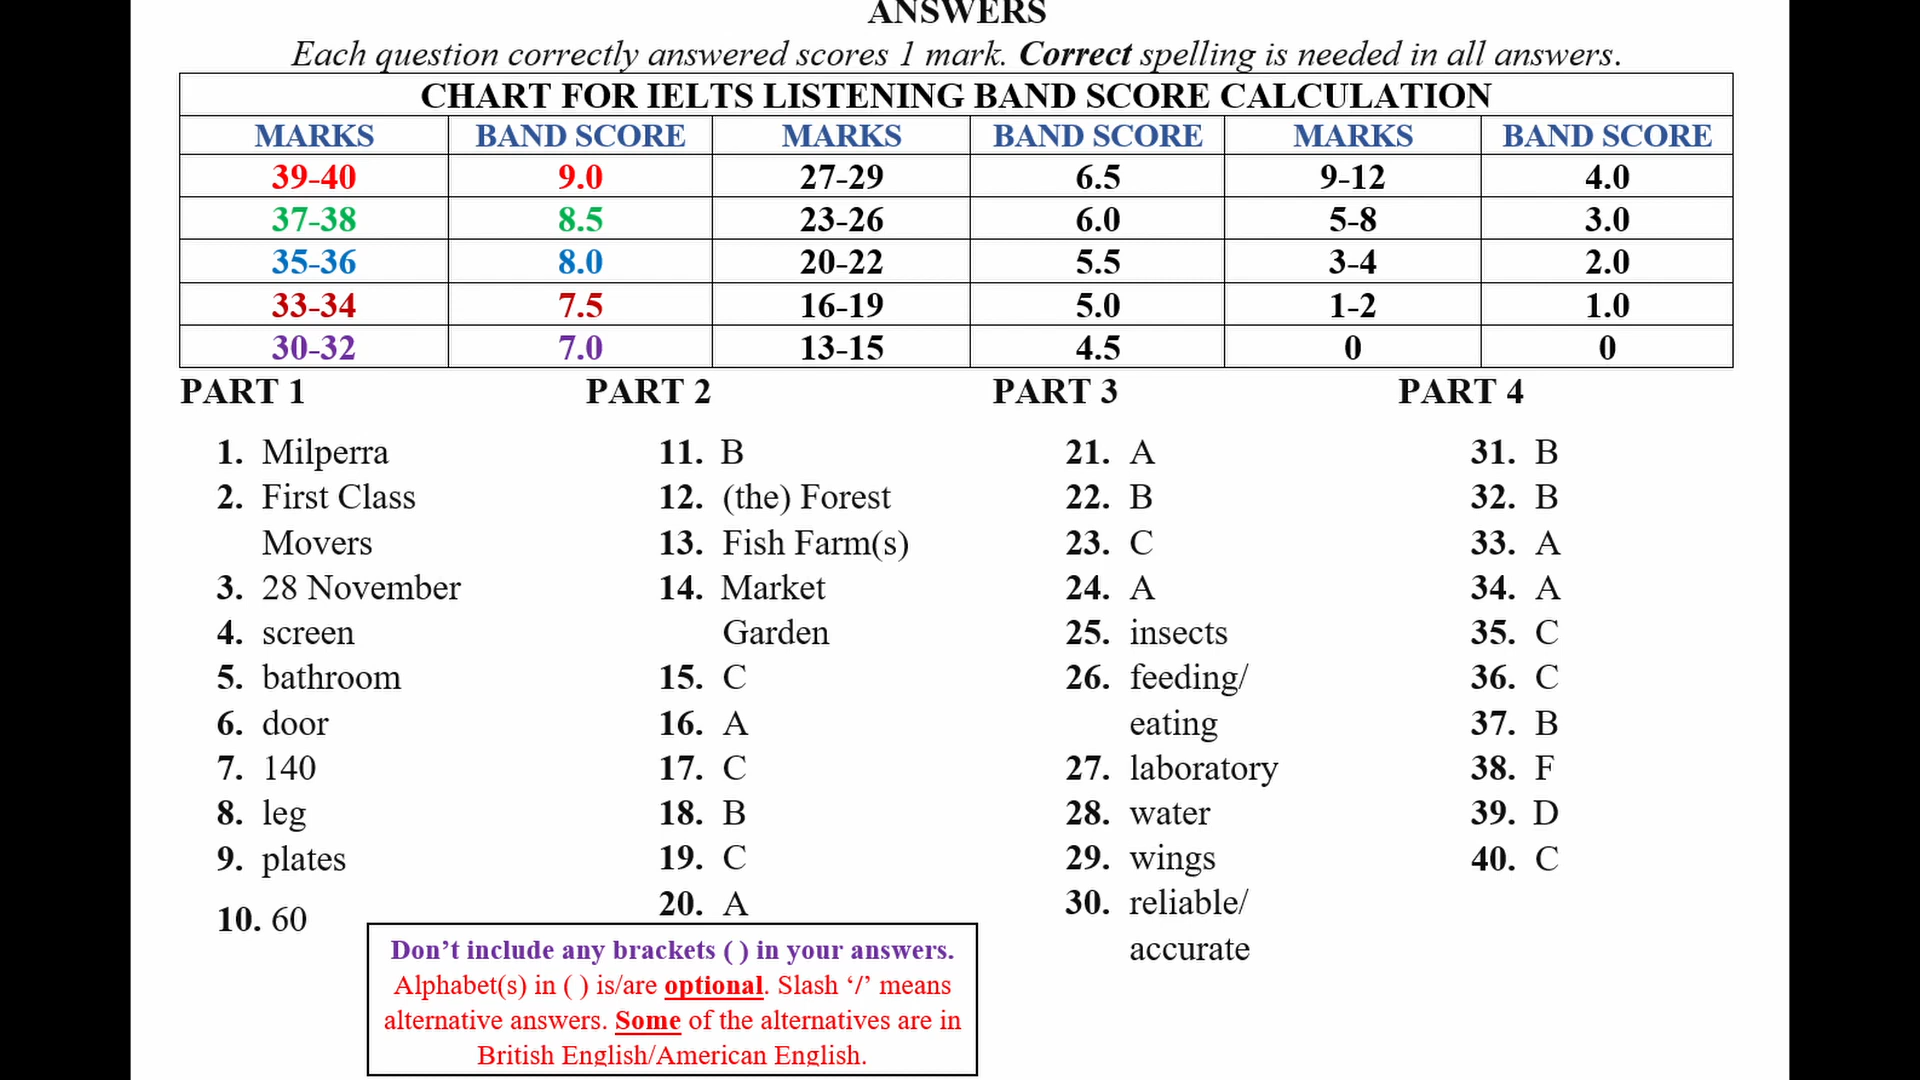 ANSWERS
Each question correctly answered scores 1 mark. Correct spelling is needed in all answers.
CHART FOR IELTS LISTENING BAND SCORE CALCULATION
MARKS BAND SCORE MARKS BAND SCORE MARKS BAND SCORE
39-40 9.0 27-29 6.5 9-12 4.0
37-38 8.5 23-26 6.0 5-8 3.0
35-36 8.0 20-22 5.5 3-4 2.0
33-34 7.5 16-19 5.0 1-2 1.0
30-32 7.0 13-15 4.5 0 0
PART 1
1. Milperra
2. First Class
Movers
3. 28 November
4. screen
5. bathroom
6. door
7. 140
8. leg
9. plates
10. 60
PART 2
11. B
12. (the) Forest
13. Fish Farm(s)
14. Market
Garden
15. C
16. A
17. C
18. B
19. C
20. A
PART 3
21. A
22. B
23. C
24. A
25. insects
26. feeding/
eating
27. laboratory
28. water
29. wings
30. reliable/
accurate
PART 4
31. B
32. B
33. A
34. A
35. C
36. C
37. B
38. F
39. D
40. C
Don’t include any brackets ( ) in your answers.
Alphabet(s) in ( ) is/are optional. Slash ‘/’ means
alternative answers. Some of the alternatives are in
British English/American English.